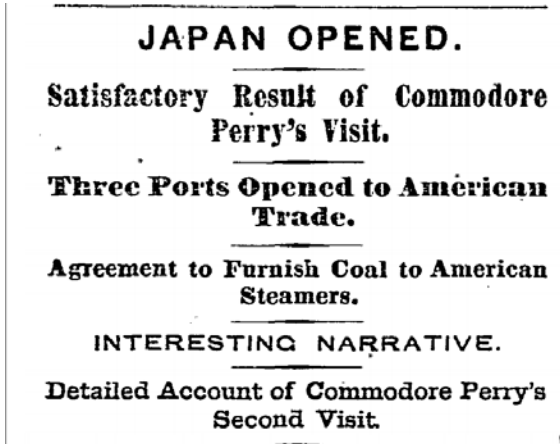 JAPAN OPENED.
Satisfactory Result of Commodore
Perry's Visit.
Three Ports Opened to American
Trade.
Agreement to Furnish Coal to American
Steamers.
INTERESTING NARRATIVE.
Detailed Account of Commodore Perry's
Second Visit.